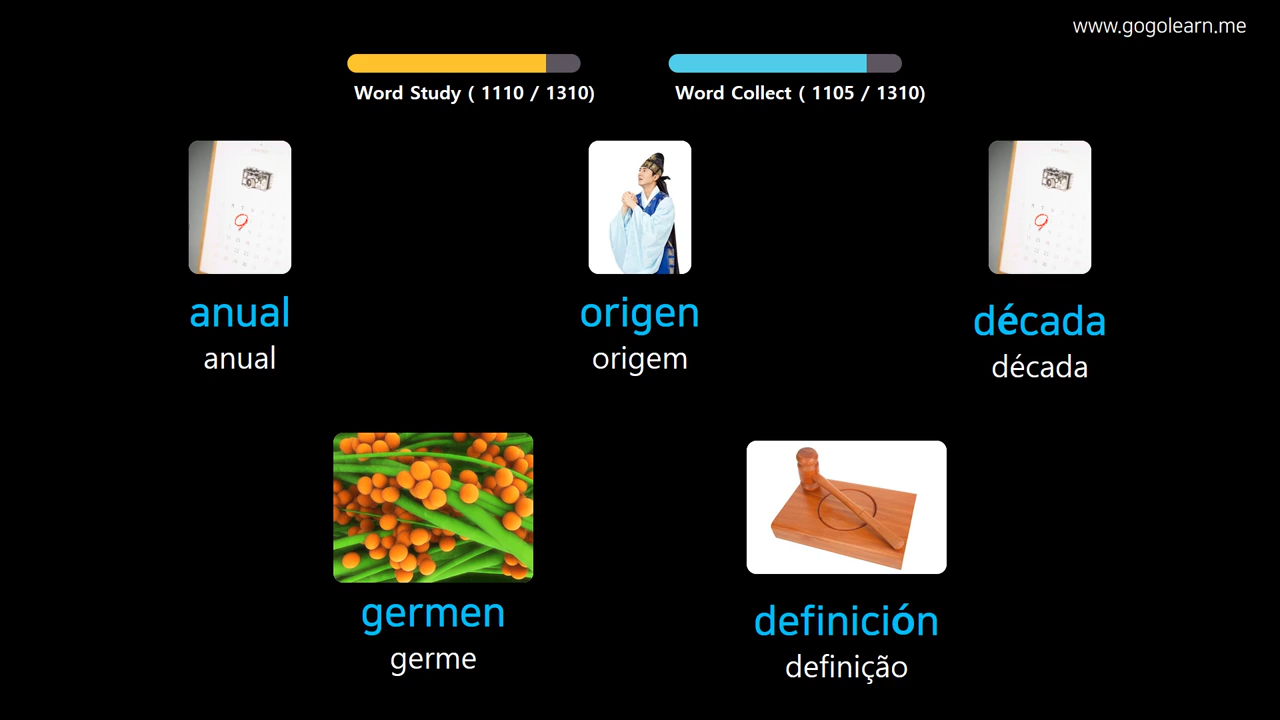 www.gogolearn.me
Word Study ( 1110 / 1310)
Word Collect ( 1105 / 1310)
anual
anual
origen
origem
década
década
germen
germe
definición
definição